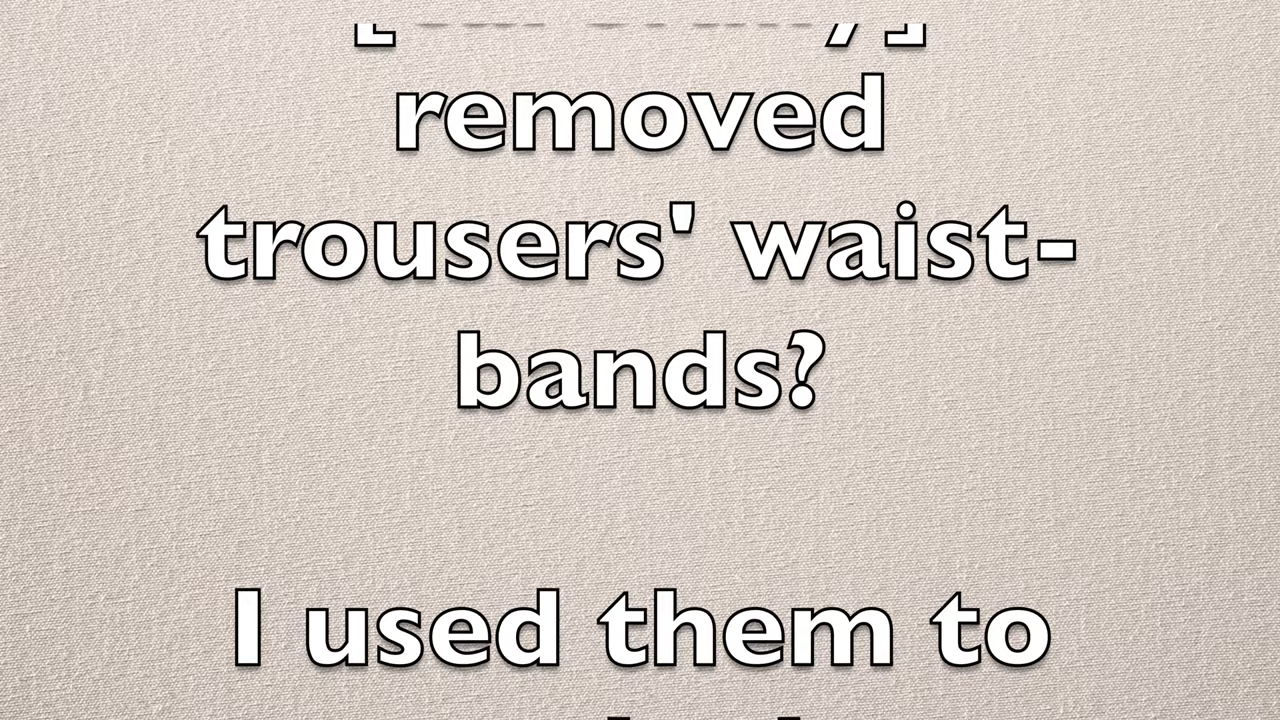 removed
trousers' waist-
bands?
I used them to